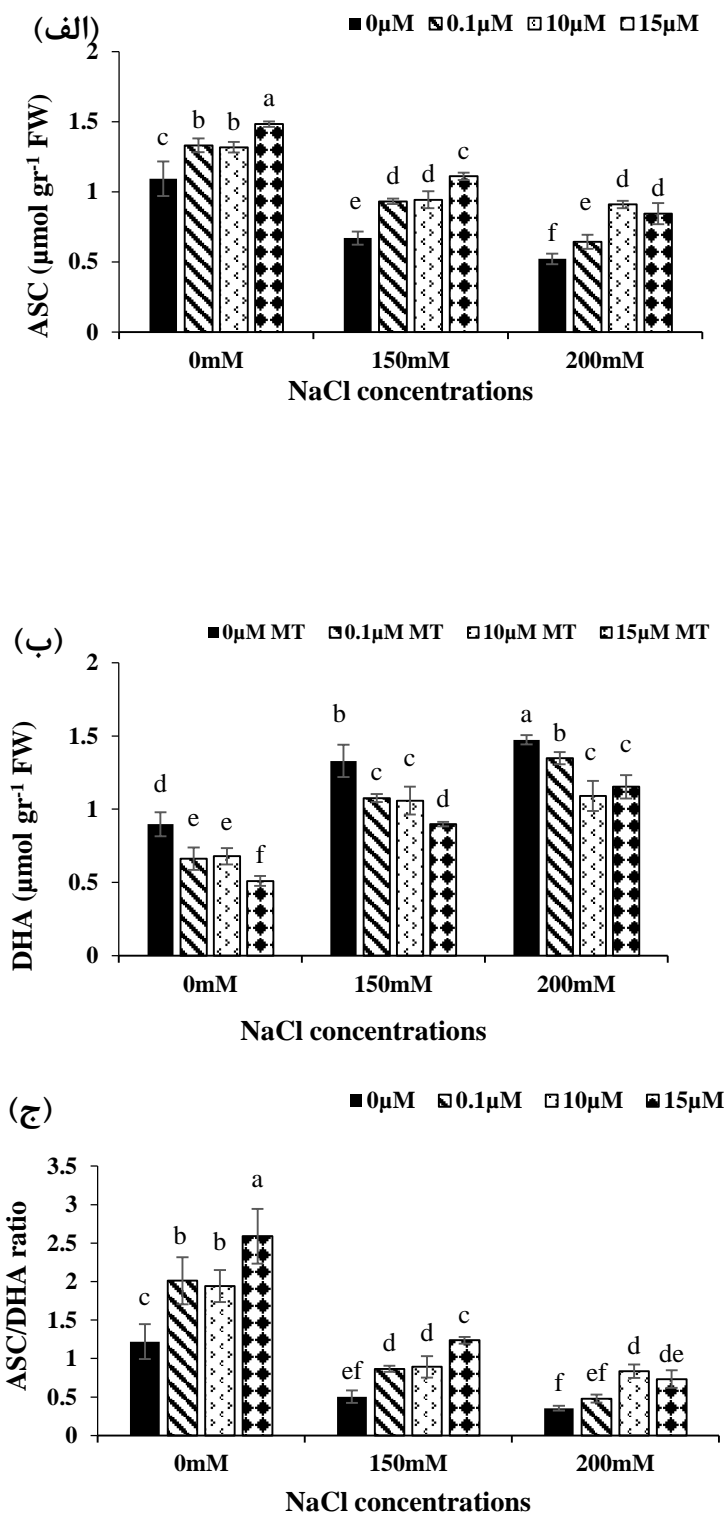 (الف)
0µM 0.1µM 10µM 15µM
ASC (µmol gr⁻¹ FW)
2
1.5
1
0.5
0
c b b a
e d d c
f e d d
0mM 150mM 200mM
NaCl concentrations
(ب)
0µM MT 0.1µM MT 10µM MT 15µM MT
DHA (µmol gr⁻¹ FW)
2
1.5
1
0.5
0
d e e f
b c c d
a b c c
0mM 150mM 200mM
NaCl concentrations
(ج)
0µM 0.1µM 10µM 15µM
ASC/DHA ratio
3.5
3
2.5
2
1.5
1
0.5
0
c b b a
ef d d c
f ef d de
0mM 150mM 200mM
NaCl concentrations